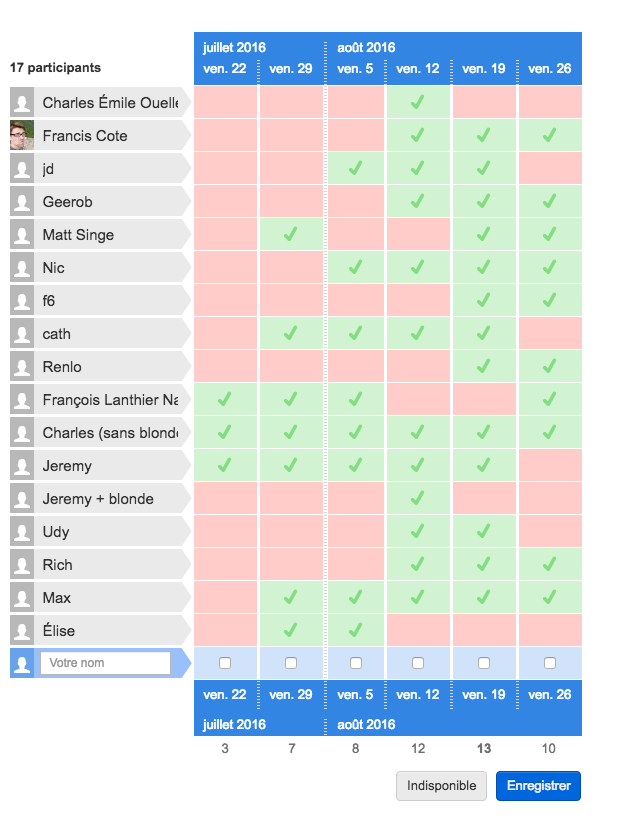 juillet 2016 août 2016
17 participants ven. 22 ven. 29 ven. 5 ven. 12 ven. 19 ven. 26
Charles Émile Ouelle
Francis Cote
jd
Geerob
Matt Singe
Nic
f6
cath
Renlo
François Lanthier Na
Charles (sans blonde
Jeremy
Jeremy + blonde
Udy
Rich
Max
Élise
Votre nom
ven. 22 ven. 29 ven. 5 ven. 12 ven. 19 ven. 26
juillet 2016 août 2016
3 7 8 12 13 10
Indisponible Enregistrer